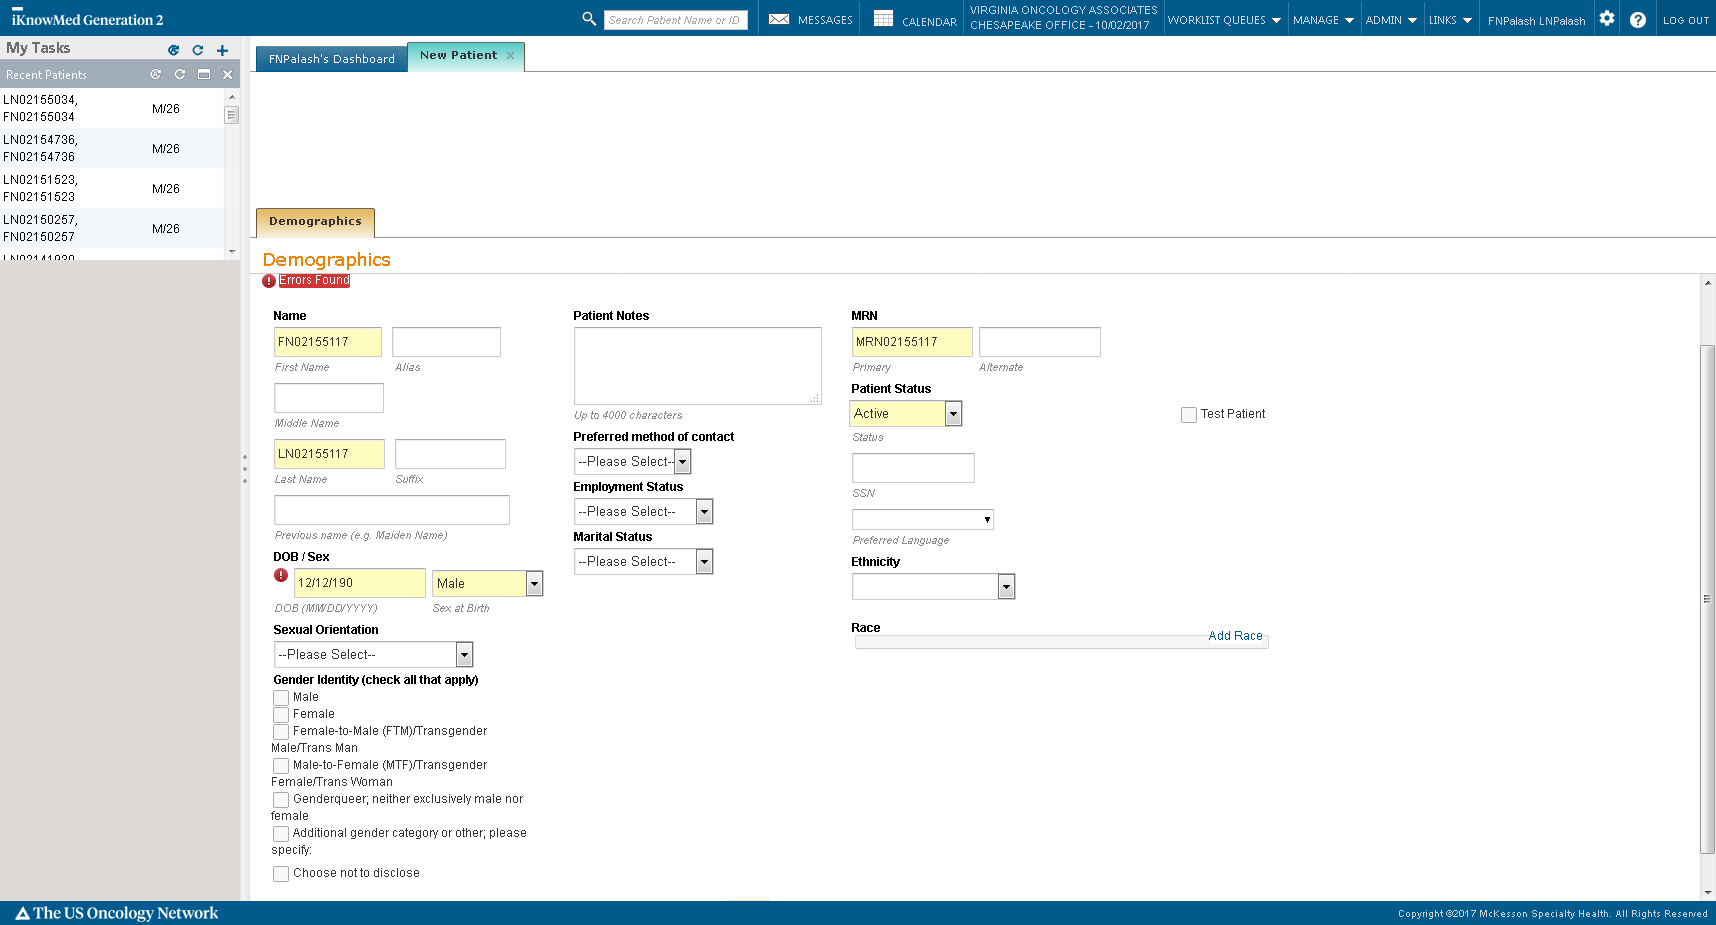 iKnowMed Generation 2
Search Patient Name or ID
MESSAGES
CALENDAR
VIRGINIA ONCOLOGY ASSOCIATES
CHESAPEAKE OFFICE - 10/02/2017
WORKLIST QUEUES
MANAGE
ADMIN
LINKS
FNPalash LNPalash
LOG OUT
My Tasks
Recent Patients
LN02155034,
FN02155034
M/26
LN02154736,
FN02154736
M/26
LN02151523,
FN02151523
M/26
LN02150257,
FN02150257
M/26
LN02141930
FNPalash's Dashboard
New Patient
Demographics
Demographics
Errors Found
Name
FN02155117
First Name
Alias
Middle Name
LN02155117
Last Name
Suffix
Previous name (e.g. Maiden Name)
DOB / Sex
12/12/190
Male
DOB (MM/DD/YYYY)
Sex at Birth
Sexual Orientation
--Please Select--
Gender Identity (check all that apply)
Male
Female
Female-to-Male (FTM)/Transgender
Male/Trans Man
Male-to-Female (MTF)/Transgender
Female/Trans Woman
Genderqueer; neither exclusively male nor
female
Additional gender category or other; please
specify:
Choose not to disclose
Patient Notes
Up to 4000 characters
Preferred method of contact
--Please Select--
Employment Status
--Please Select--
Marital Status
--Please Select--
MRN
MRN02155117
Primary
Alternate
Patient Status
Active
Status
Test Patient
SSN
Preferred Language
Ethnicity
Race
Add Race
The US Oncology Network
Copyright ©2017 McKesson Specialty Health. All Rights Reserved